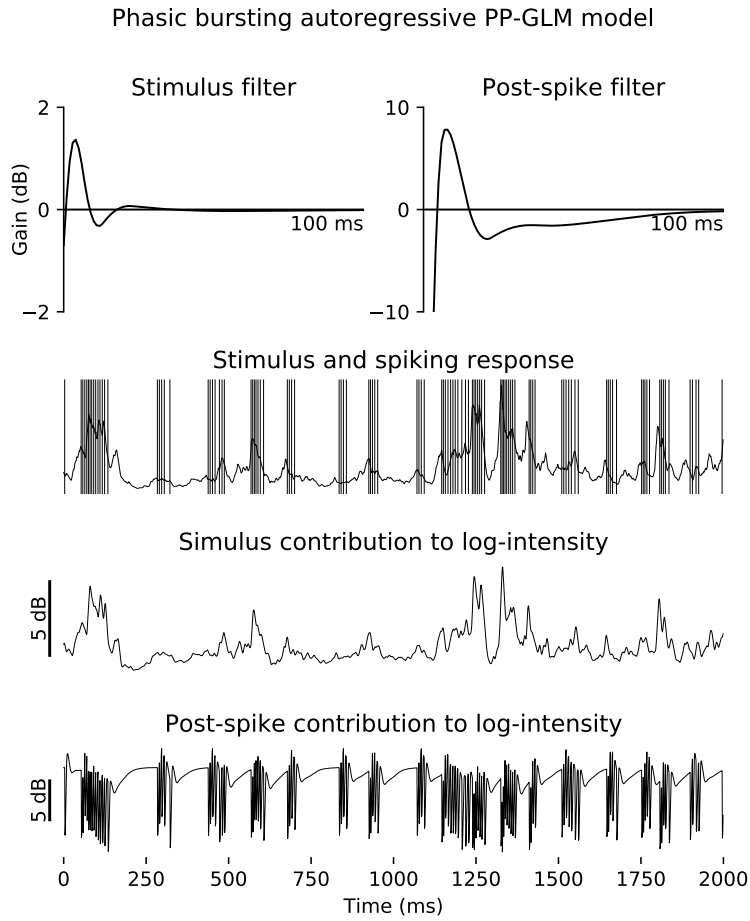 Phasic bursting autoregressive PP-GLM model
Stimulus filter
Post-spike filter
Gain (dB)
2
0
−2
100 ms
10
0
−10
100 ms
Stimulus and spiking response
Simulus contribution to log-intensity
5 dB
Post-spike contribution to log-intensity
5 dB
0 250 500 750 1000 1250 1500 1750 2000
Time (ms)